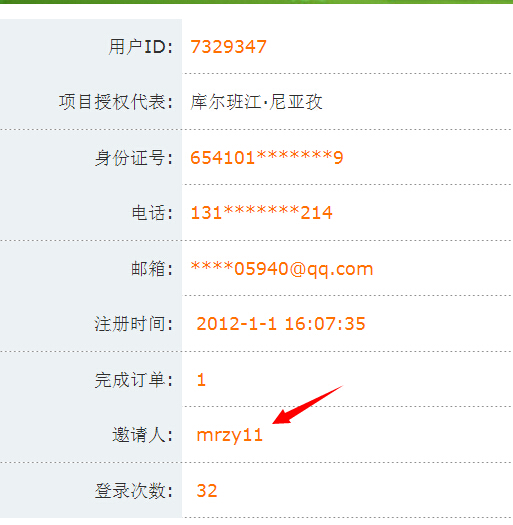 用户ID: 7329347
项目授权代表: 库尔班江·尼亚孜
身份证号: 654101*******9
电话: 131*******214
邮箱: ****05940@qq.com
注册时间: 2012-1-1 16:07:35
完成订单: 1
邀请人: mrzy11
登录次数: 32